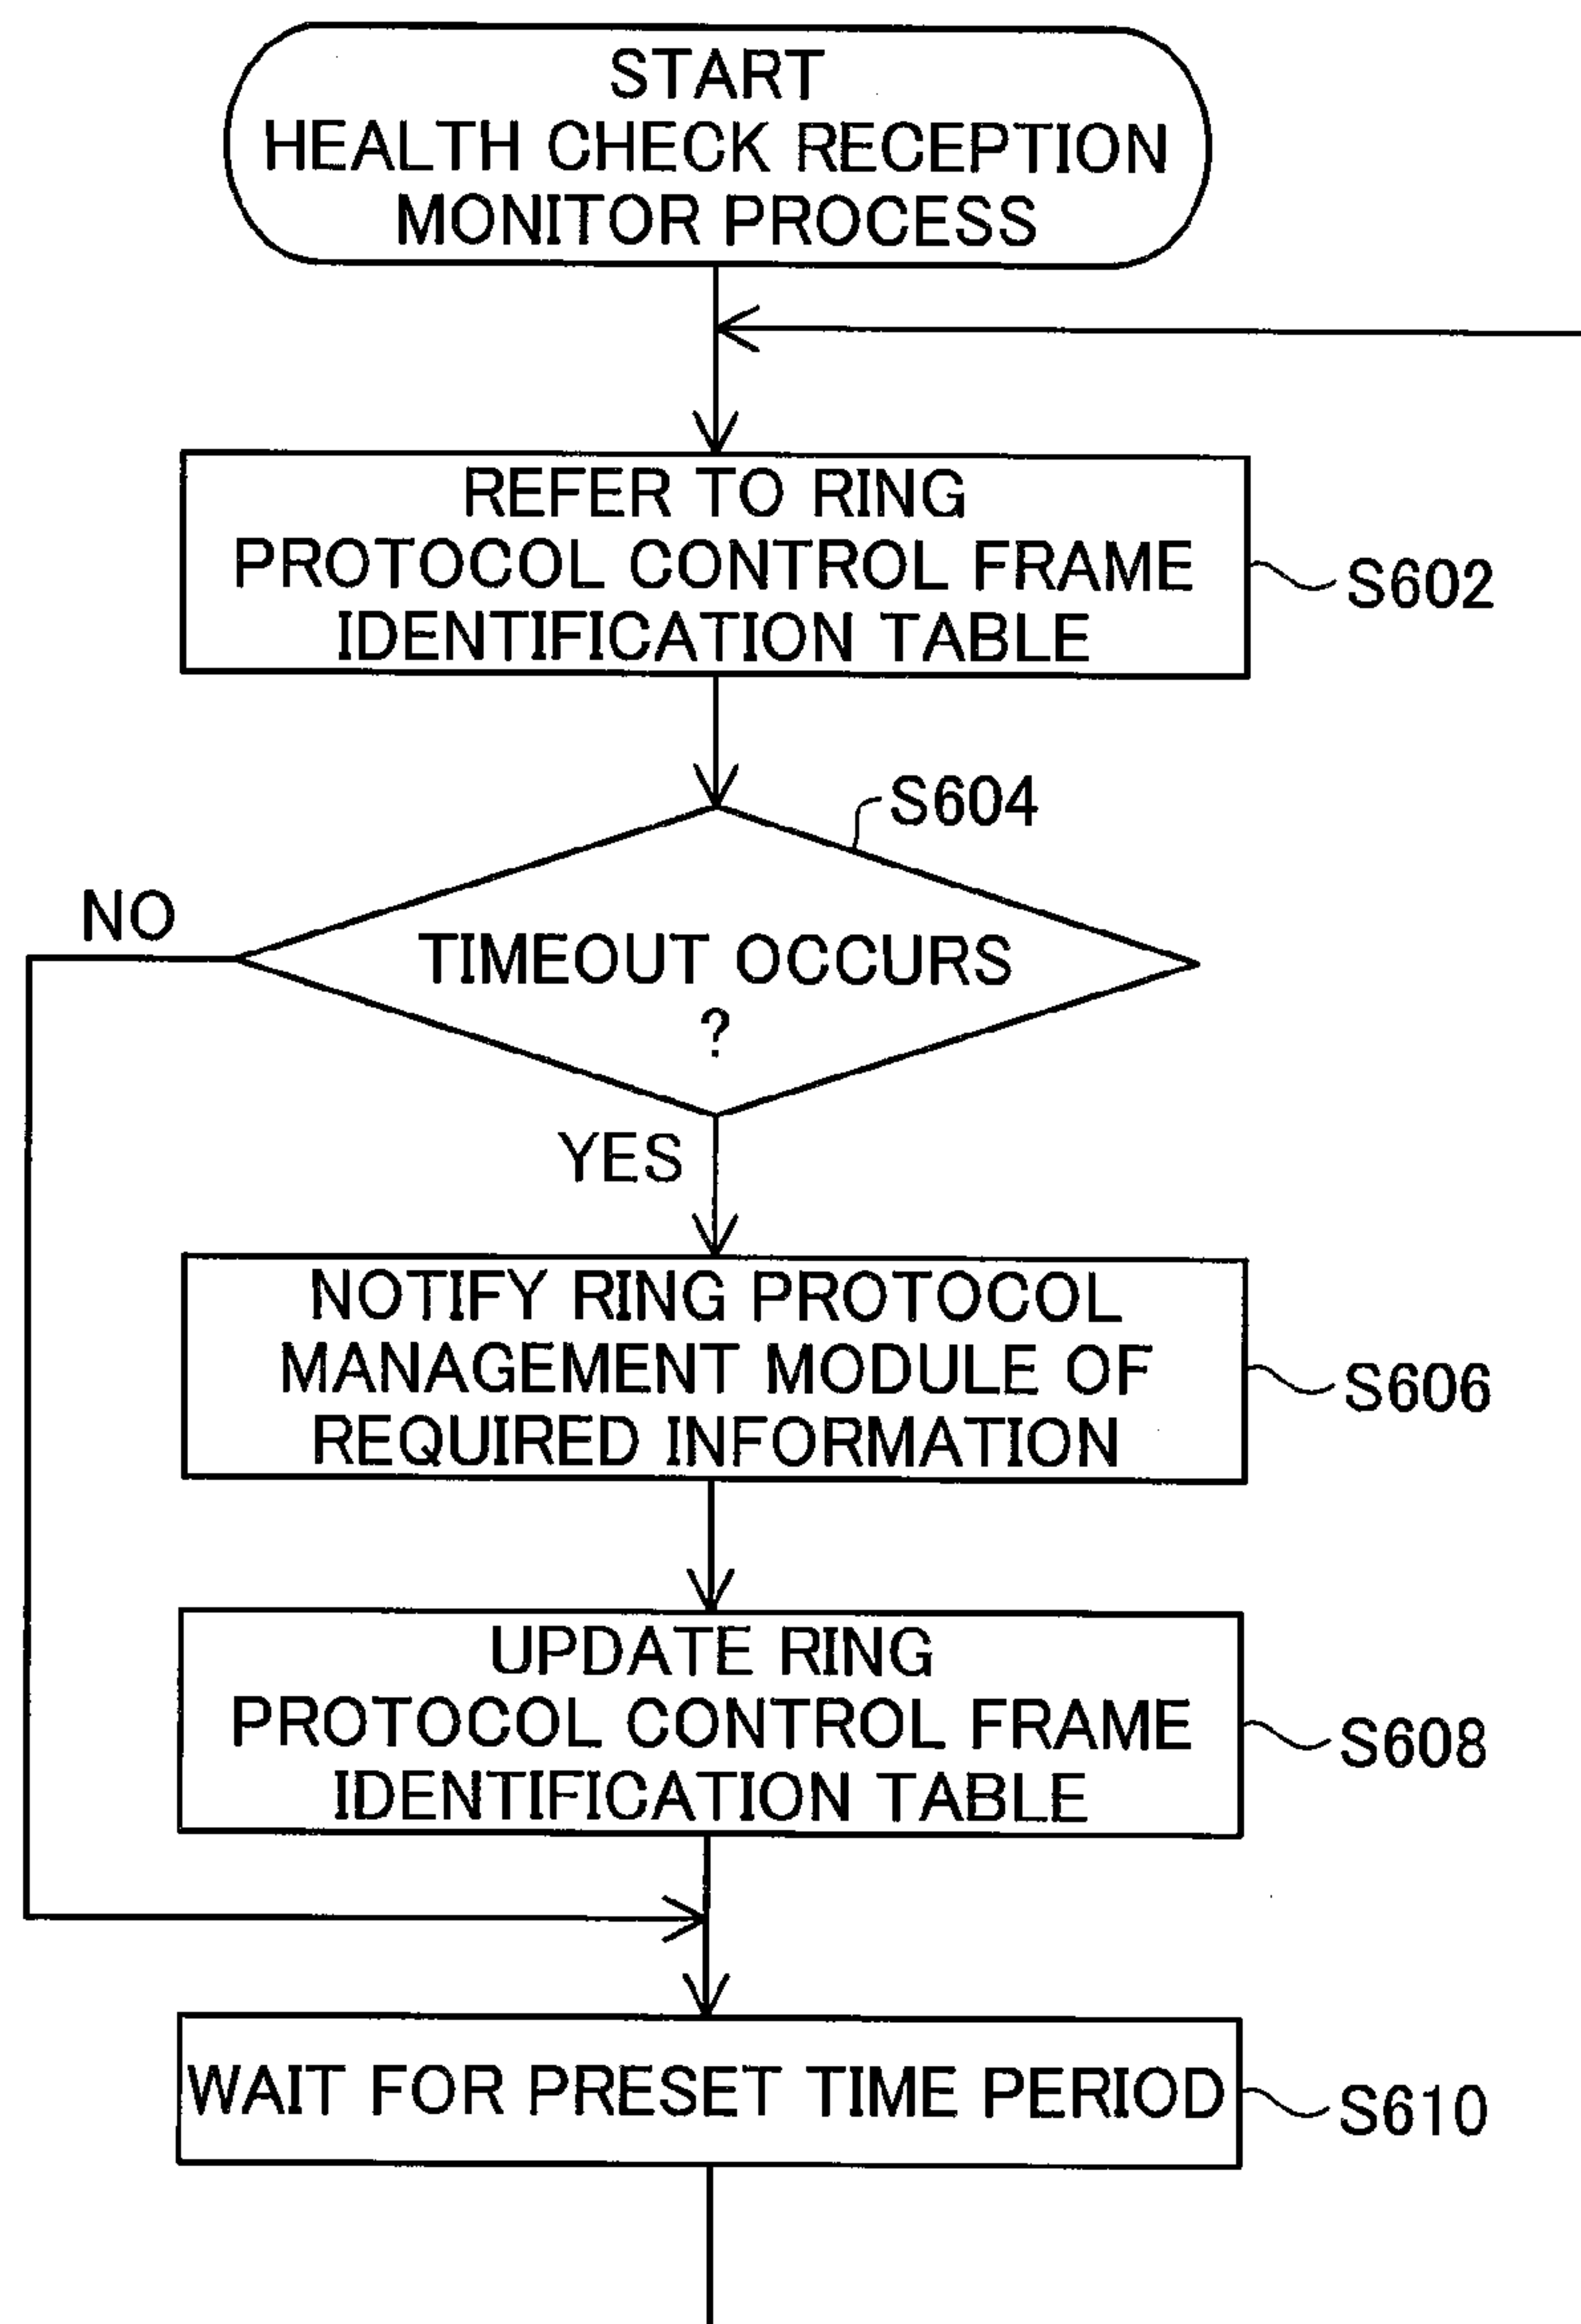 START
HEALTH CHECK RECEPTION
MONITOR PROCESS
REFER TO RING
PROTOCOL CONTROL FRAME
IDENTIFICATION TABLE
S602
S604
NO
TIMEOUT OCCURS
?
YES
NOTIFY RING PROTOCOL
MANAGEMENT MODULE OF
REQUIRED INFORMATION
S606
UPDATE RING
PROTOCOL CONTROL FRAME
IDENTIFICATION TABLE
S608
WAIT FOR PRESET TIME PERIOD
S610